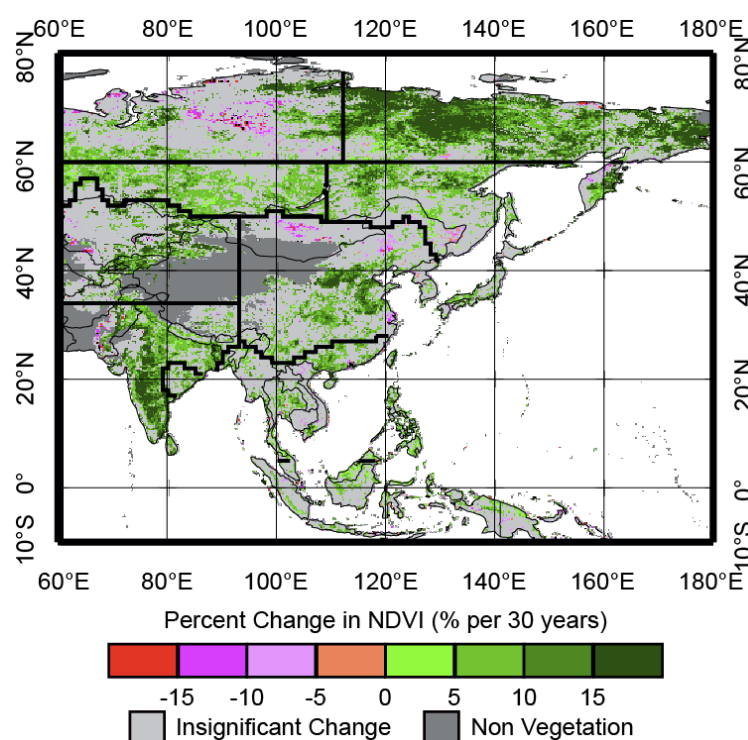 60°E 80°E 100°E 120°E 140°E 160°E 180°E
80°N 80°N
60°N 60°N
40°N 40°N
20°N 20°N
0° 0°
10°S 10°S
60°E 80°E 100°E 120°E 140°E 160°E 180°E
Percent Change in NDVI (% per 30 years)
-15 -10 -5 0 5 10 15
Insignificant Change Non Vegetation